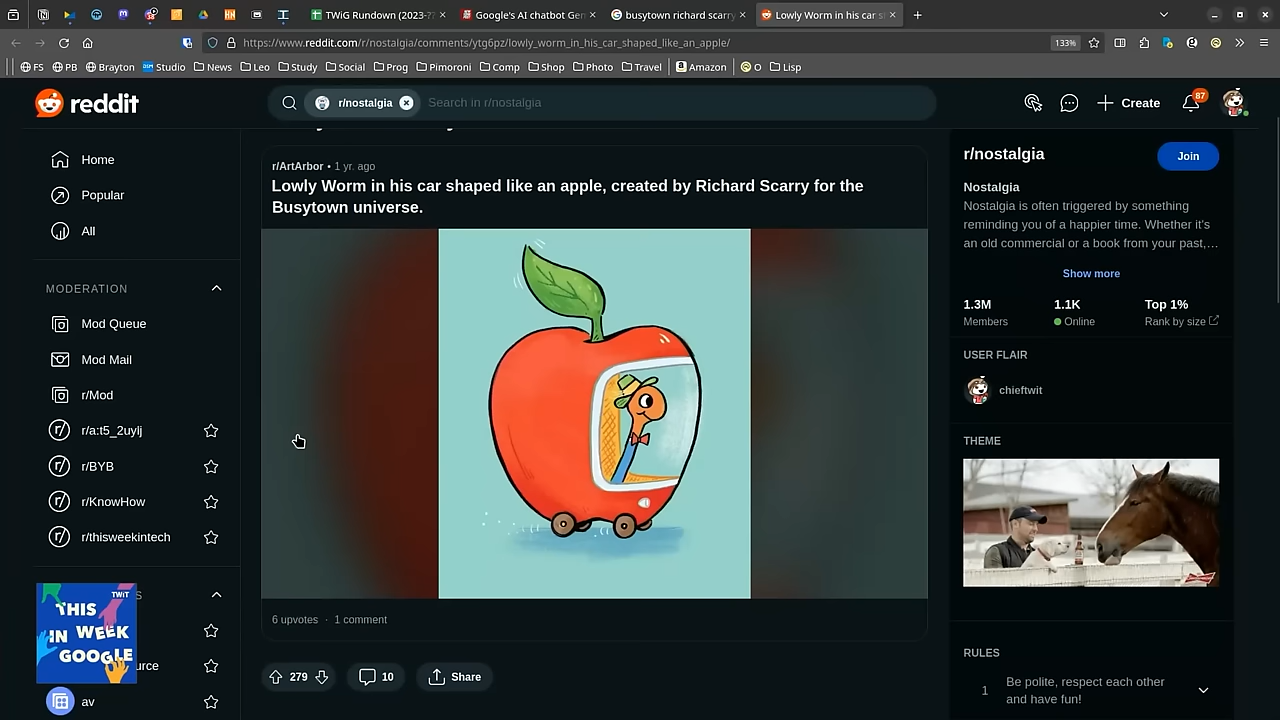 TWiG Rundown (2023-??
Google's AI chatbot Gen
busytown richard scarry
Lowly Worm in his car s
https://www.reddit.com/r/nostalgia/comments/ytg6pz/lowly_worm_in_his_car_shaped_like_an_apple/
133%
FS
PB
Brayton
Studio
News
Leo
Study
Social
Prog
Pimoroni
Comp
Shop
Photo
Travel
Amazon
O
Lisp
reddit
r/nostalgia
Search in r/nostalgia
Create
87
Home
Popular
All
MODERATION
Mod Queue
Mod Mail
r/Mod
r/a:t5_2uylj
r/BYB
r/KnowHow
r/thisweekintech
TWiT
THIS
IN WEEK
GOOGLE
S
urce
av
r/ArtArbor • 1 yr. ago
Lowly Worm in his car shaped like an apple, created by Richard Scarry for the
Busytown universe.
6 upvotes · 1 comment
279
10
Share
r/nostalgia
Join
Nostalgia
Nostalgia is often triggered by something
reminding you of a happier time. Whether it's
an old commercial or a book from your past,...
Show more
1.3M
Members
1.1K
Online
Top 1%
Rank by size
USER FLAIR
chieftwit
THEME
RULES
1
Be polite, respect each other
and have fun!